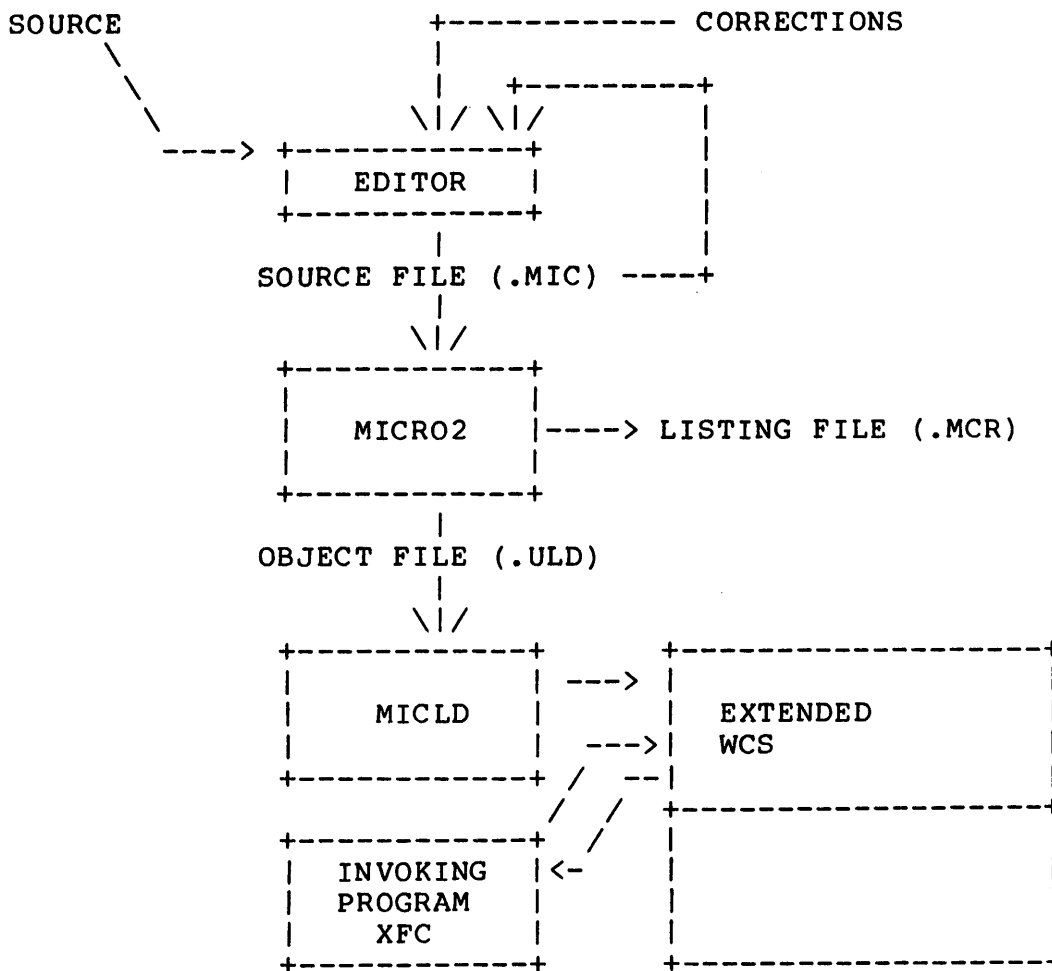 SOURCE
CORRECTIONS
EDITOR
SOURCE FILE (.MIC)
MICRO2
LISTING FILE (.MCR)
OBJECT FILE (.ULD)
MICLD
EXTENDED
WCS
INVOKING
PROGRAM
XFC